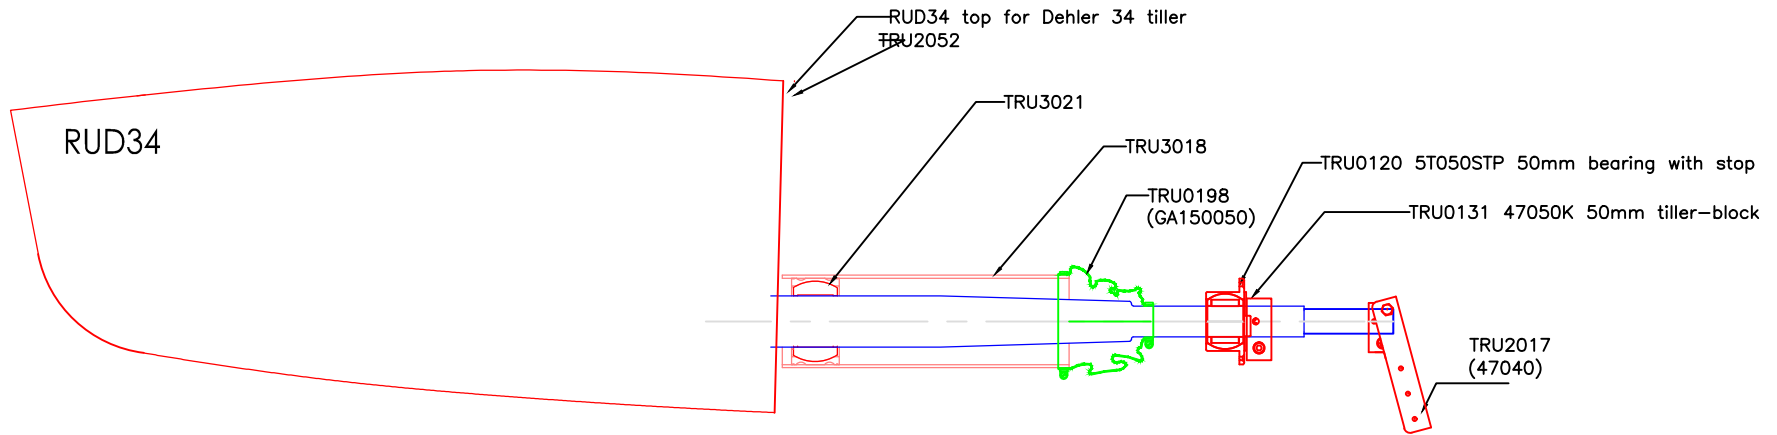 RUD34 top for Dehler 34 tiller
TRU2052
TRU3021
RUD34
TRU3018
TRU0120 5T050STP 50mm bearing with stop
TRU0198
(GA150050)
TRU0131 47050K 50mm tiller-block
TRU2017
(47040)